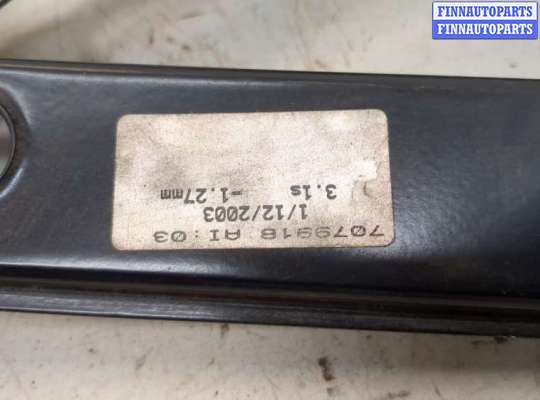 FINNAUTOPARTS
FINNAUTOPARTS
7079918 AI:03
1/12/2003
3.1s -1.27mm